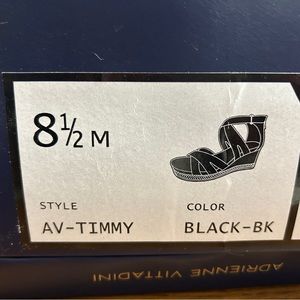 8½ M
STYLE COLOR
AV-TIMMY BLACK-BK
ADRIENNE VITTADINI